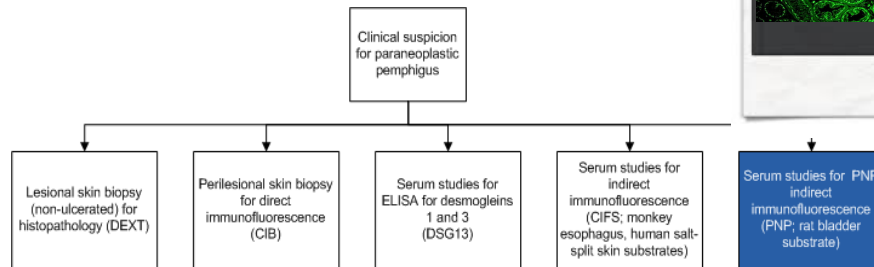 Clinical suspicion
for paraneoplastic
pemphigus
Lesional skin biopsy
(non-ulcerated) for
histopathology (DEXT)
Perilesional skin biopsy
for direct
immunofluorescence
(CIB)
Serum studies for
ELISA for desmogleins
1 and 3
(DSG13)
Serum studies for
indirect
immunofluorescence
(CIFS; monkey
esophagus, human salt-
split skin substrates)
Serum studies for PNP
indirect
immunofluorescence
(PNP; rat bladder
substrate)